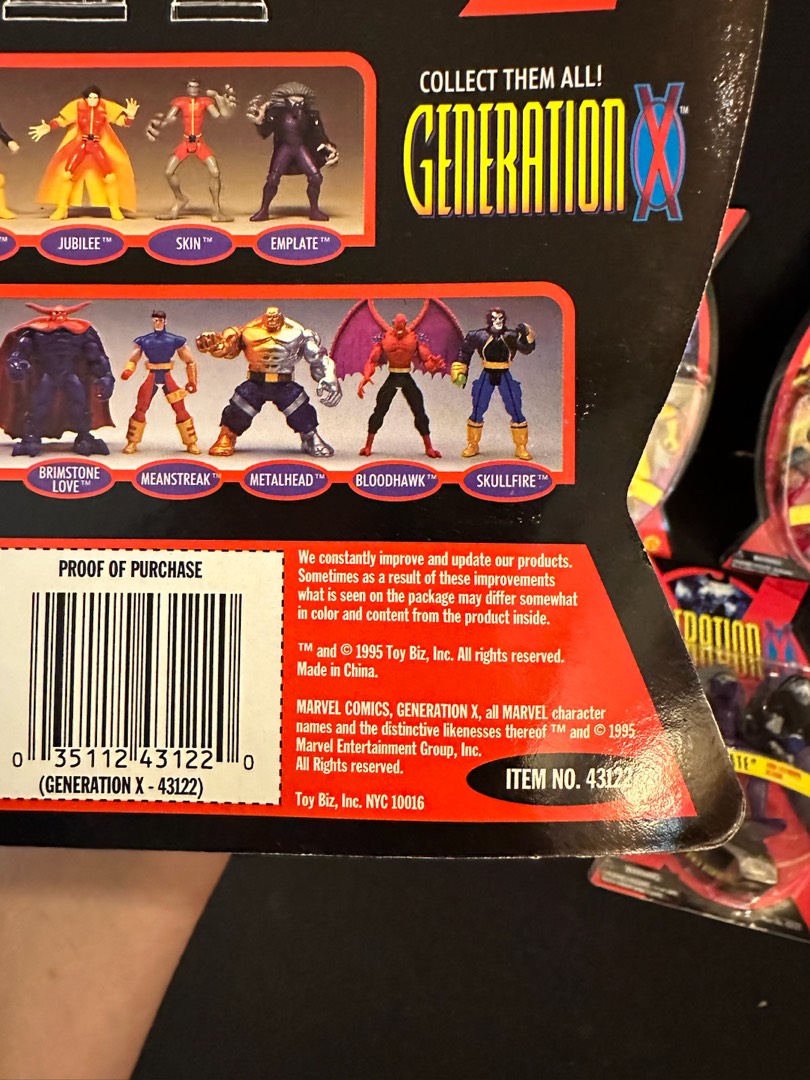 COLLECT THEM ALL!
GENERATION X™
JUBILEE™
SKIN™
EMPLATE™
BRIMSTONE
LOVE™
MEANSTREAK™
METALHEAD™
BLOODHAWK™
SKULLFIRE™
PROOF OF PURCHASE
0 35112 43122 0
(GENERATION X - 43122)
We constantly improve and update our products.
Sometimes as a result of these improvements
what is seen on the package may differ somewhat
in color and content from the product inside.
™ and © 1995 Toy Biz, Inc. All rights reserved.
Made in China.
MARVEL COMICS, GENERATION X, all MARVEL character
names and the distinctive likenesses thereof ™ and © 1995
Marvel Entertainment Group, Inc.
All Rights reserved.
Toy Biz, Inc. NYC 10016
ITEM NO. 43122